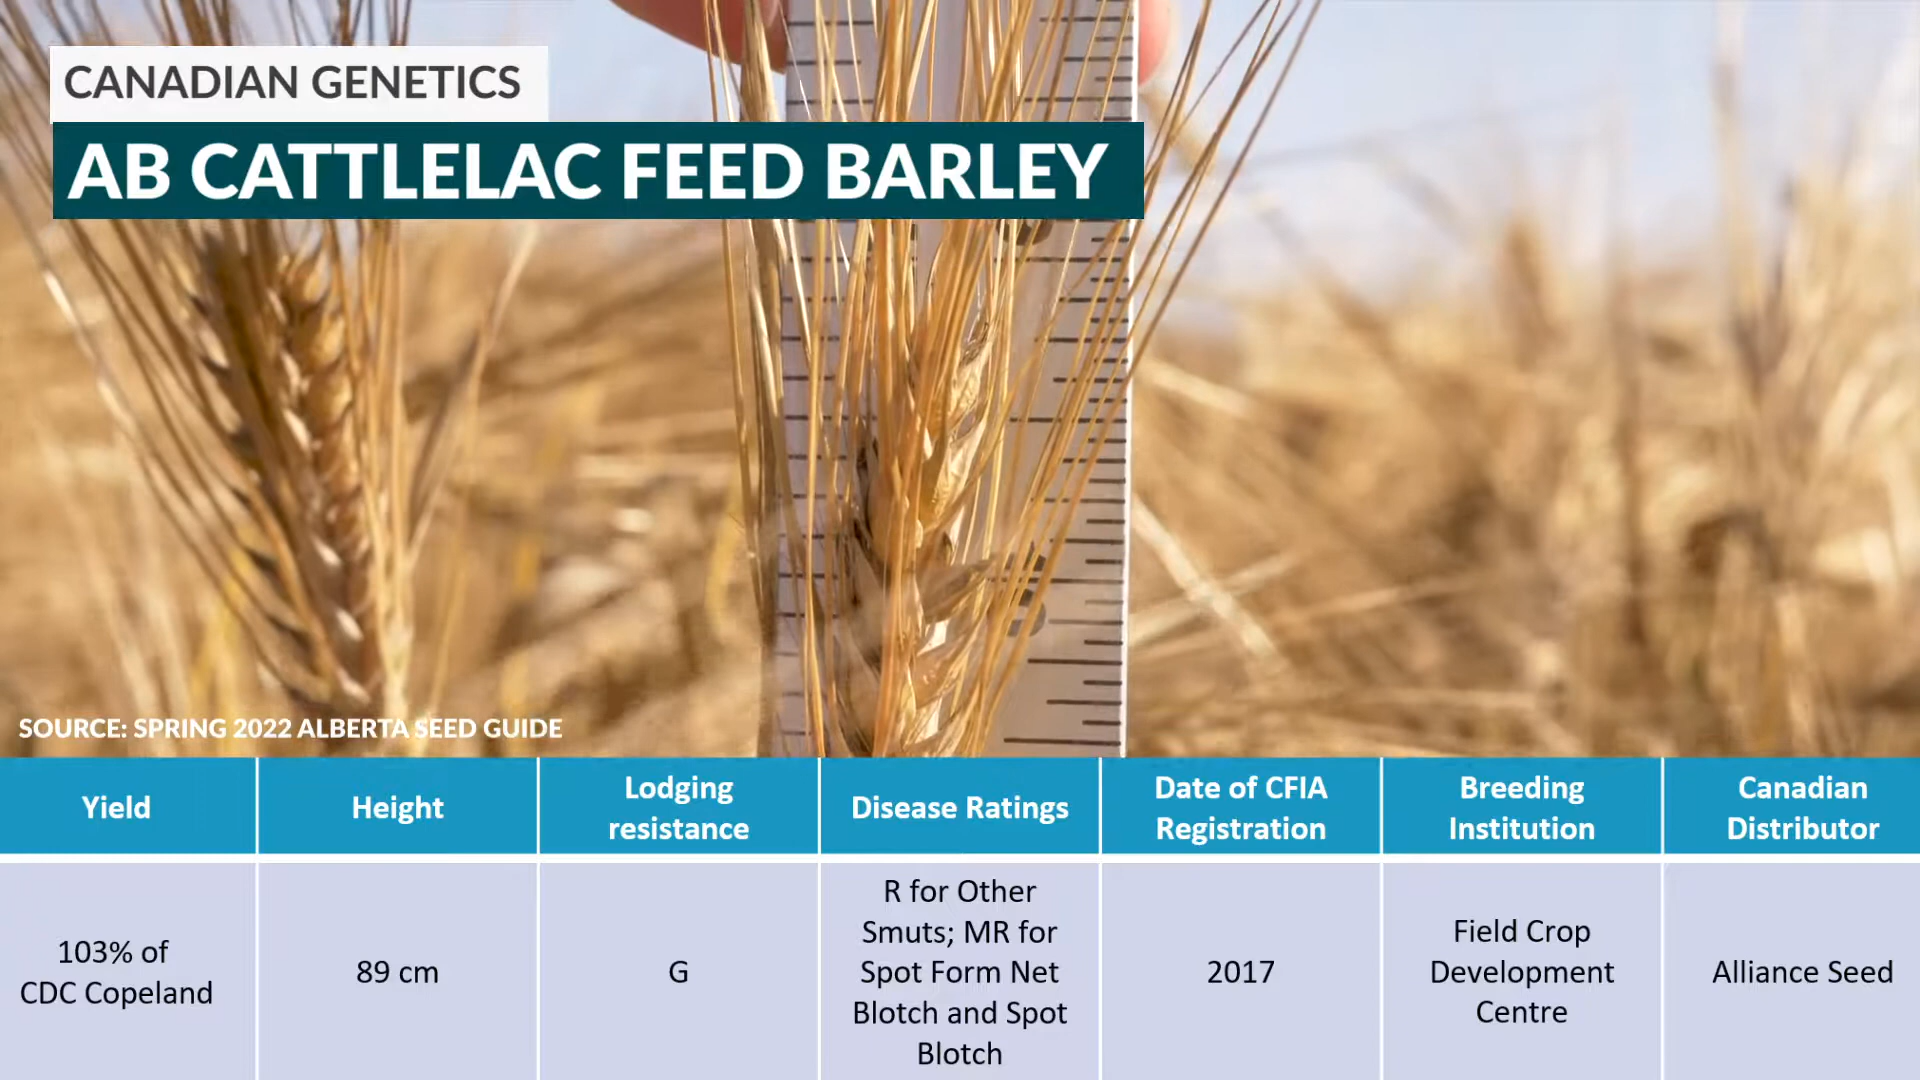 CANADIAN GENETICS
AB CATTLELAC FEED BARLEY
SOURCE: SPRING 2022 ALBERTA SEED GUIDE
Yield
Height
Lodging
resistance
Disease Ratings
Date of CFIA
Registration
Breeding
Institution
Canadian
Distributor
103% of
CDC Copeland
89 cm
G
R for Other
Smuts; MR for
Spot Form Net
Blotch and Spot
Blotch
2017
Field Crop
Development
Centre
Alliance Seed